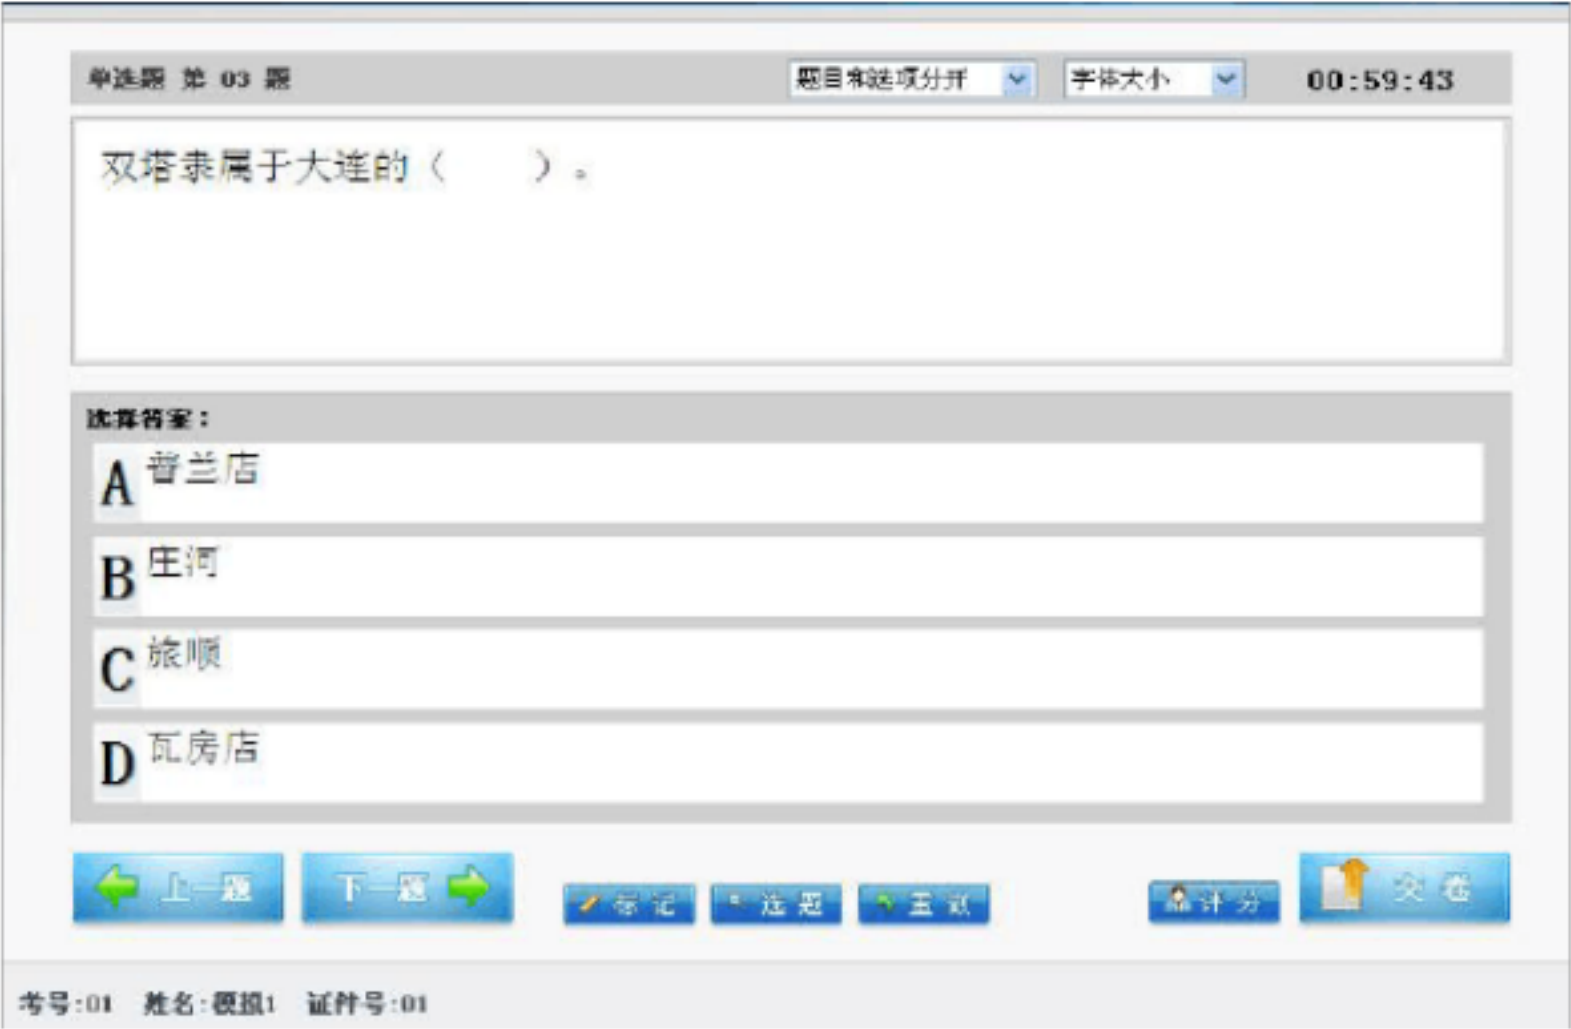 单选题 第 03 题 题目和选项分开 字体大小 00:59:43
双塔隶属于大连的（ ）。
选择答案：
A 普兰店
B 庄河
C 旅顺
D 瓦房店
上一题 下一题 标记 选题 重做 评分 交卷
考号:01 姓名:模拟1 证件号:01